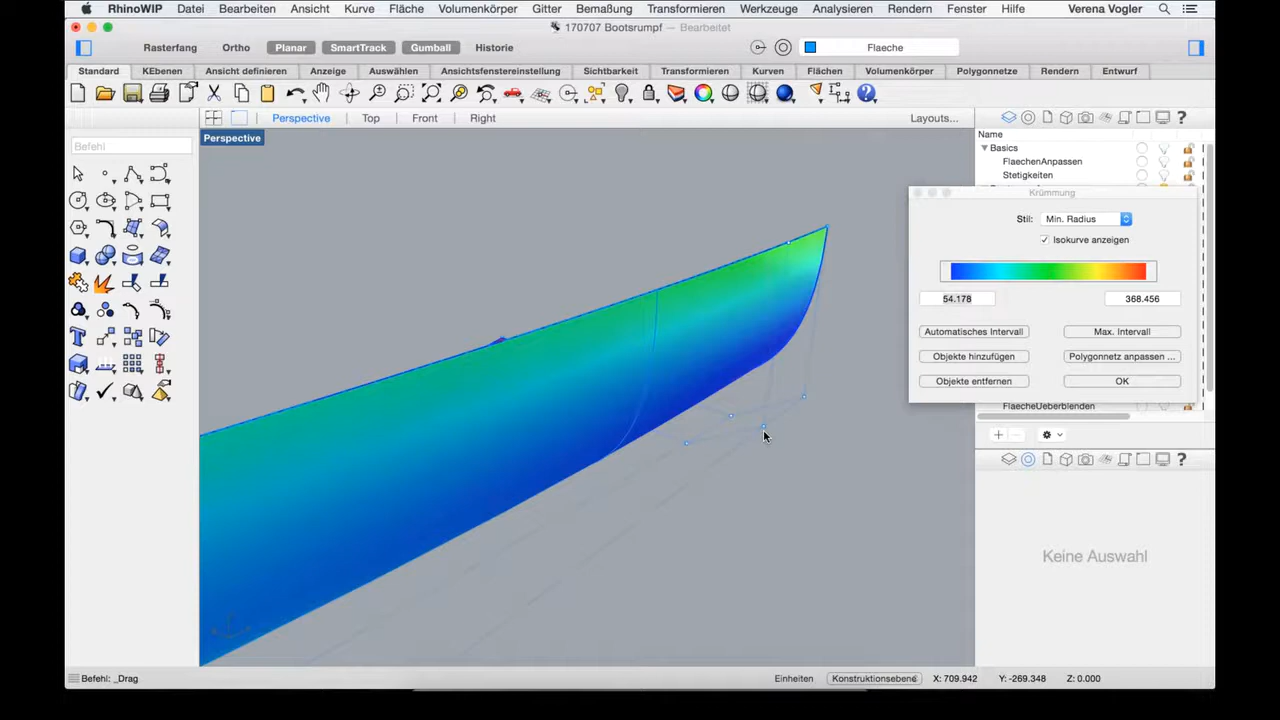 RhinoWIP Datei Bearbeiten Ansicht Kurve Fläche Volumenkörper Gitter Bemaßung Transformieren Werkzeuge Analysieren Rendern Fenster Hilfe Verena Vogler
170707 Bootsrumpf — Bearbeitet
Rasterfang Ortho Planar SmartTrack Gumball Historie Flaeche
Standard KEbenen Ansicht definieren Anzeige Auswählen Ansichtsfensterseinstellung Sichtbarkeit Transformieren Kurven Flächen Volumenkörper Polygonnetze Rendern Entwurf
Perspective Top Front Right Layouts...
Perspective
Befehl
Name
Basics
FlaechenAnpassen
Stetigkeiten
Krümmung
Stil: Min. Radius
Isokurve anzeigen
54.178 368.456
Automatisches Intervall Max. Intervall
Objekte hinzufügen Polygonnetz anpassen ...
Objekte entfernen OK
FlaecheUeberblenden
Keine Auswahl
Befehl: _Drag Einheiten Konstruktionsebene X: 709.942 Y: -269.348 Z: 0.000